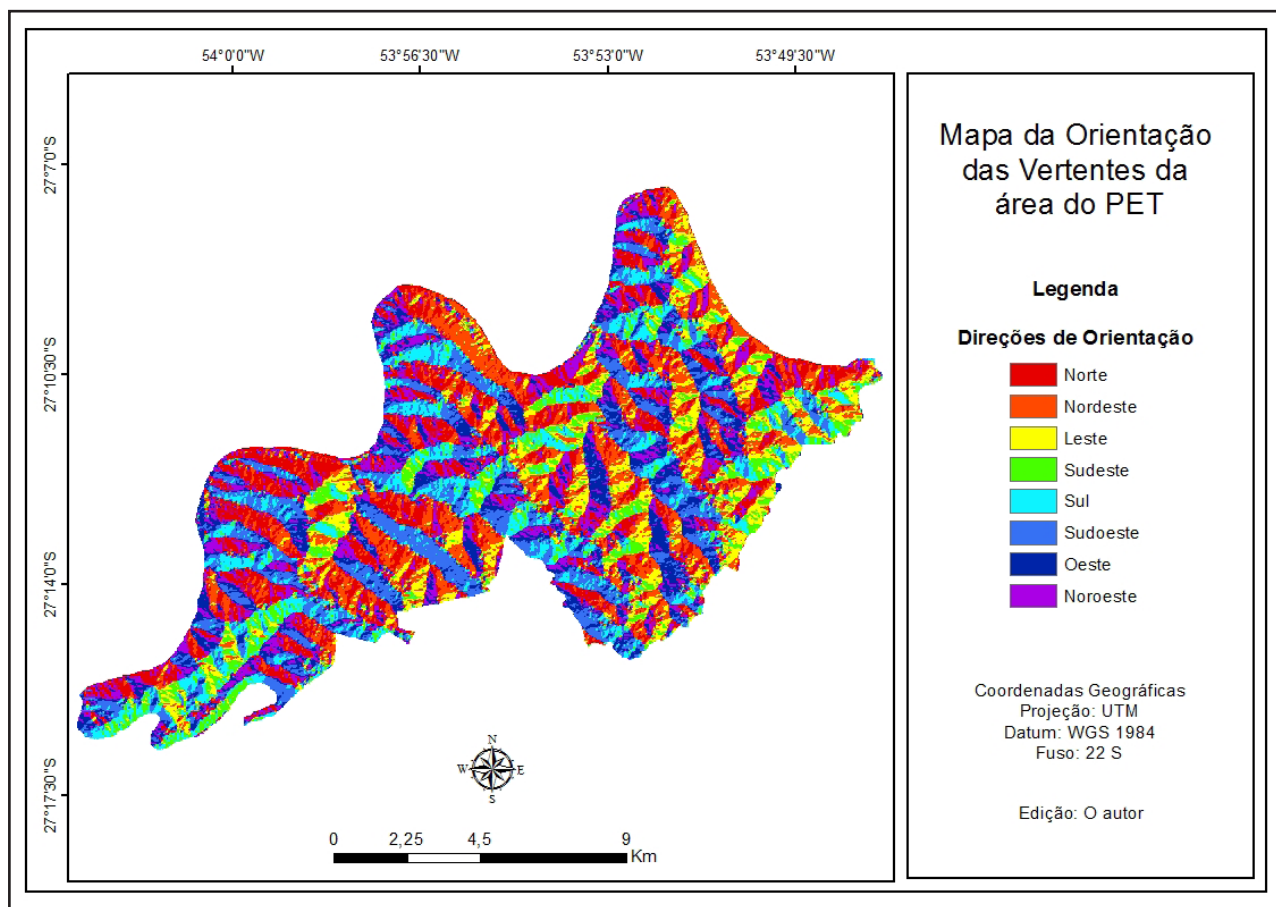 54°0'0"W
53°56'30"W
53°53'0"W
53°49'30"W
27°7'0"S
27°10'30"S
27°14'0"S
27°17'30"S
N
W
E
S
0
2,25
4,5
9
Km
Mapa da Orientação
das Vertentes da
área do PET
Legenda
Direções de Orientação
Norte
Nordeste
Leste
Sudeste
Sul
Sudoeste
Oeste
Noroeste
Coordenadas Geográficas
Projeção: UTM
Datum: WGS 1984
Fuso: 22 S
Edição: O autor